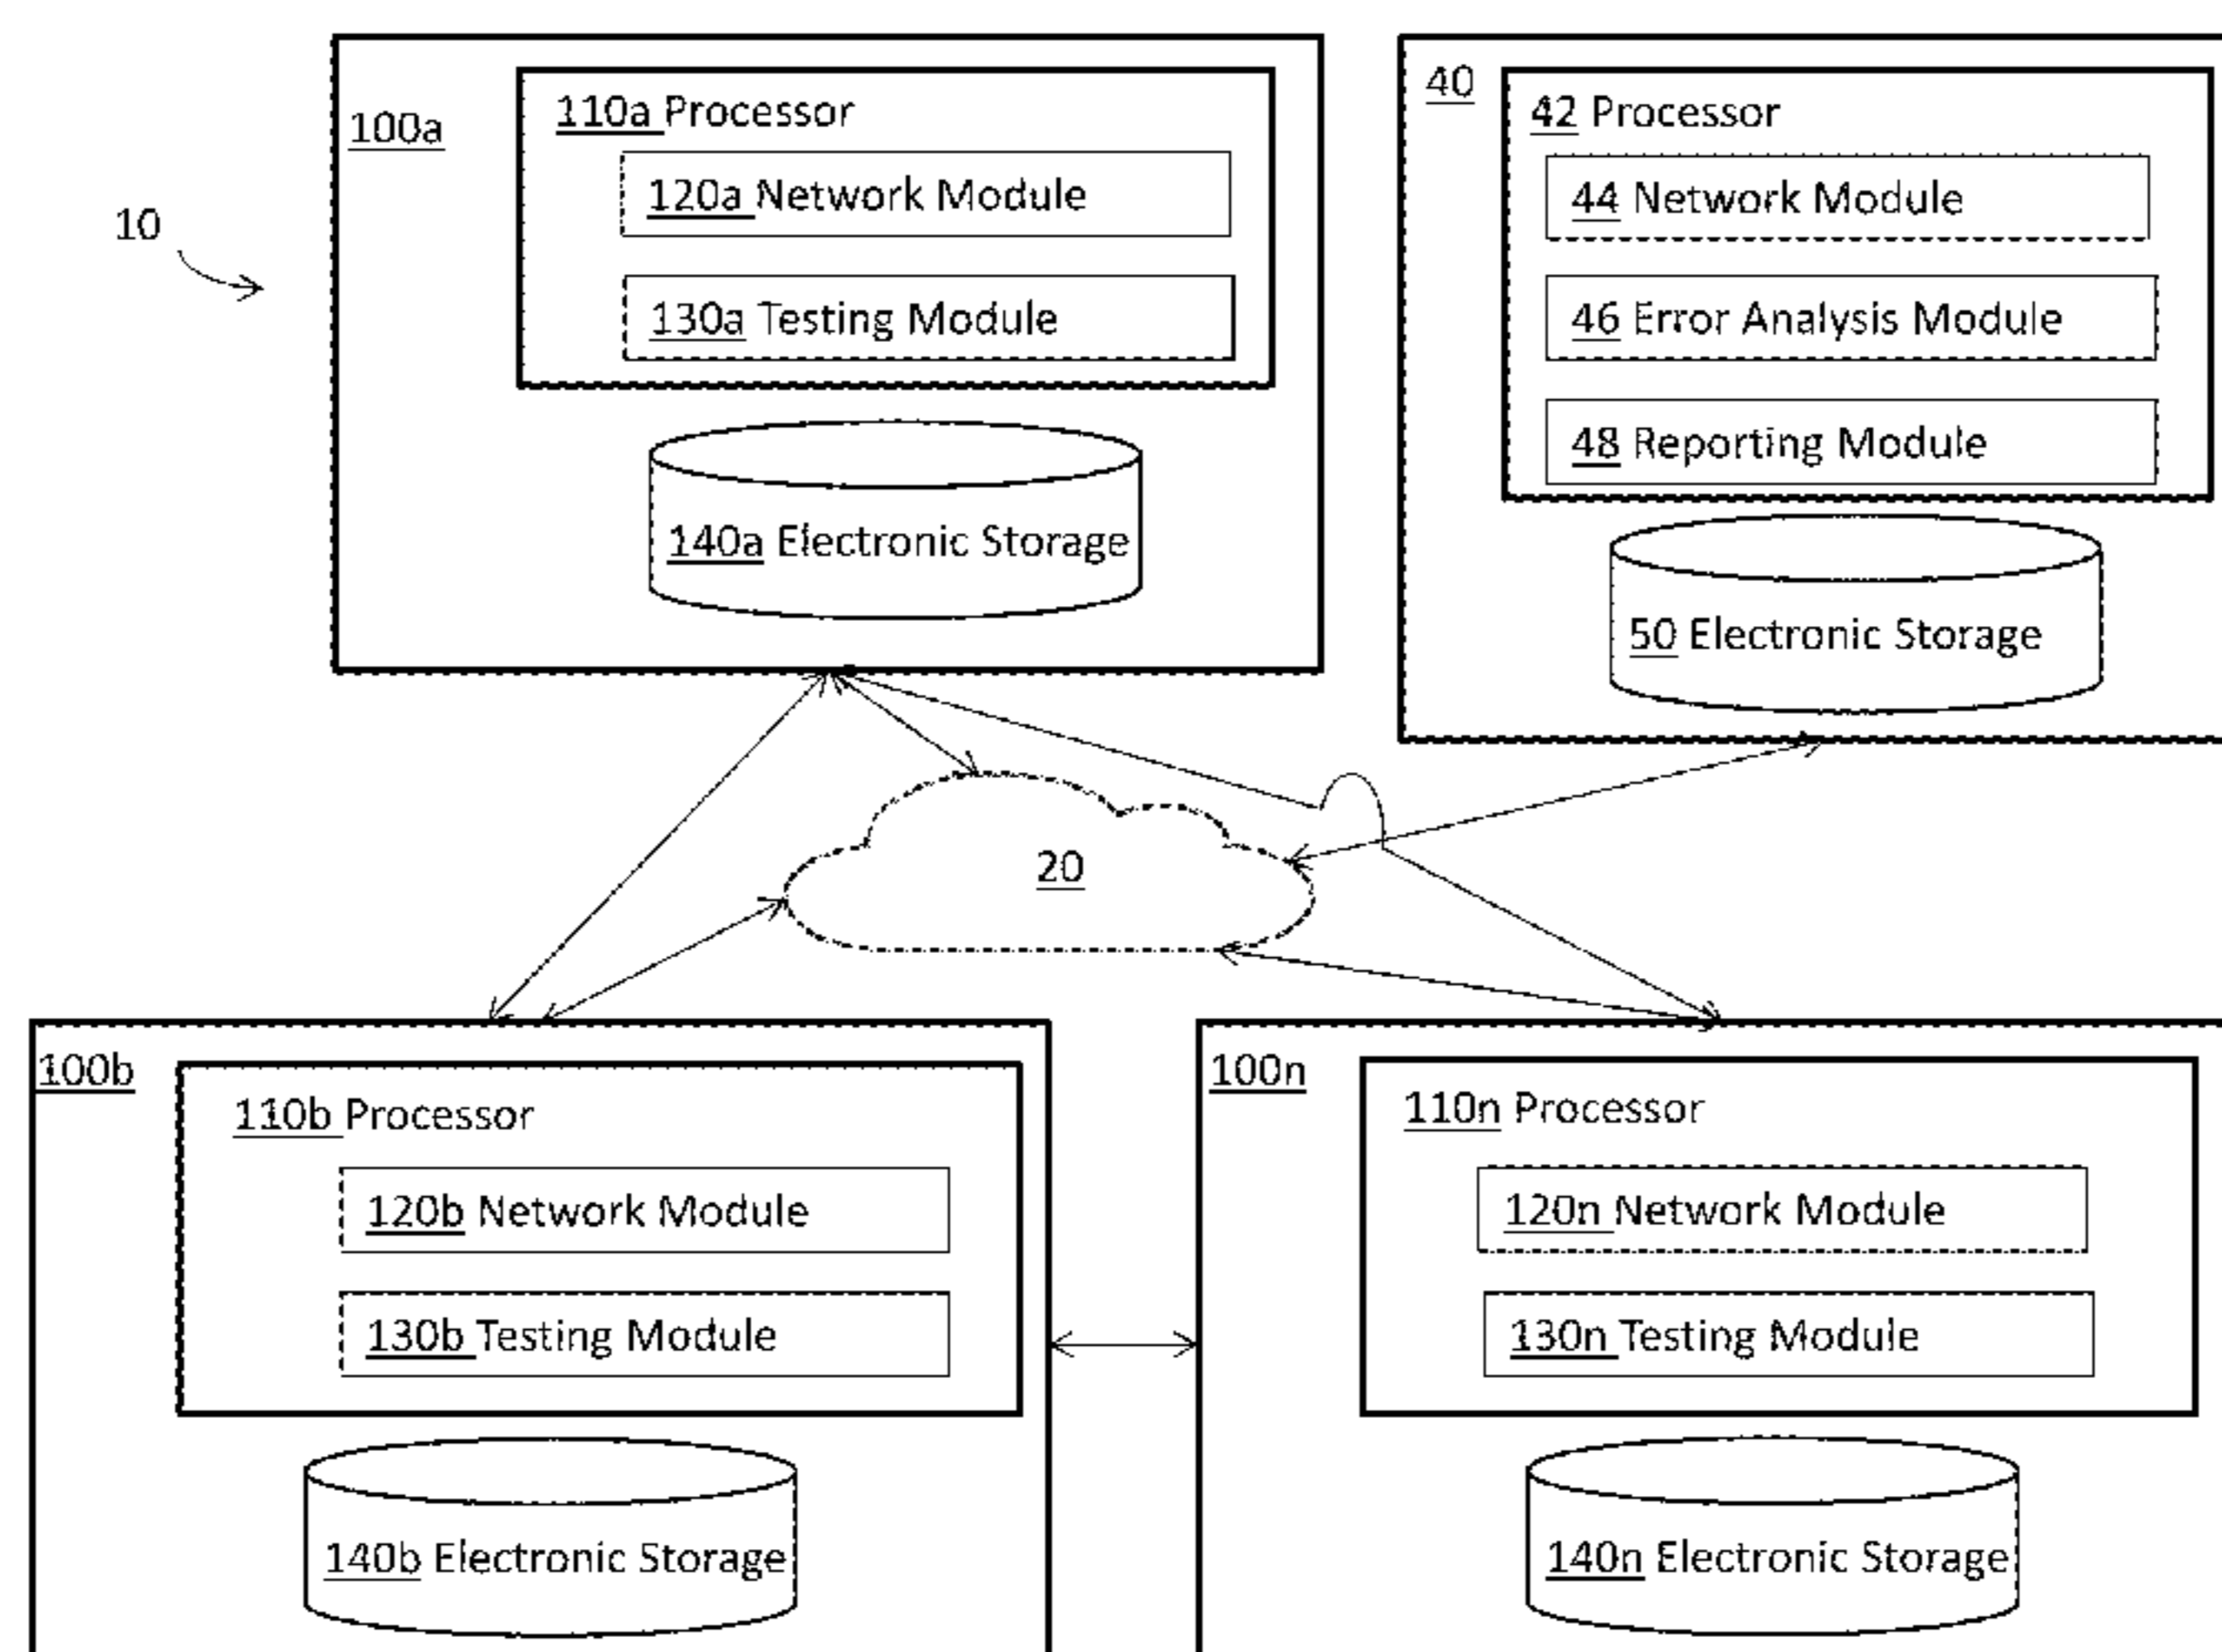 10
100a
110a Processor
120a Network Module
130a Testing Module
140a Electronic Storage
40
42 Processor
44 Network Module
46 Error Analysis Module
48 Reporting Module
50 Electronic Storage
20
100b
110b Processor
120b Network Module
130b Testing Module
140b Electronic Storage
100n
110n Processor
120n Network Module
130n Testing Module
140n Electronic Storage